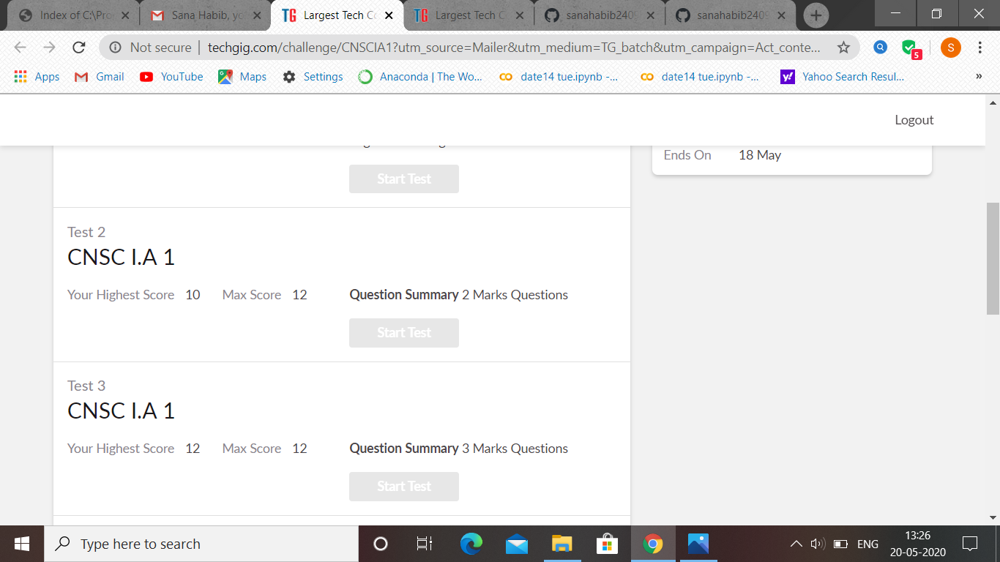 Index of C:\Pro
Sana Habib, yo
TG Largest Tech Co
TG Largest Tech C
sanahabib2409
sanahabib2409
Not secure | techgig.com/challenge/CNSCIA1?utm_source=Mailer&utm_medium=TG_batch&utm_campaign=Act_conte...
5
S
Apps Gmail YouTube Maps Settings Anaconda | The Wo... date14 tue.ipynb -... date14 tue.ipynb -... y! Yahoo Search Resul... »
Logout
Ends On 18 May
Start Test
Test 2
CNSC I.A 1
Your Highest Score 10 Max Score 12 Question Summary 2 Marks Questions
Start Test
Test 3
CNSC I.A 1
Your Highest Score 12 Max Score 12 Question Summary 3 Marks Questions
Start Test
Type here to search
ENG
13:26
20-05-2020